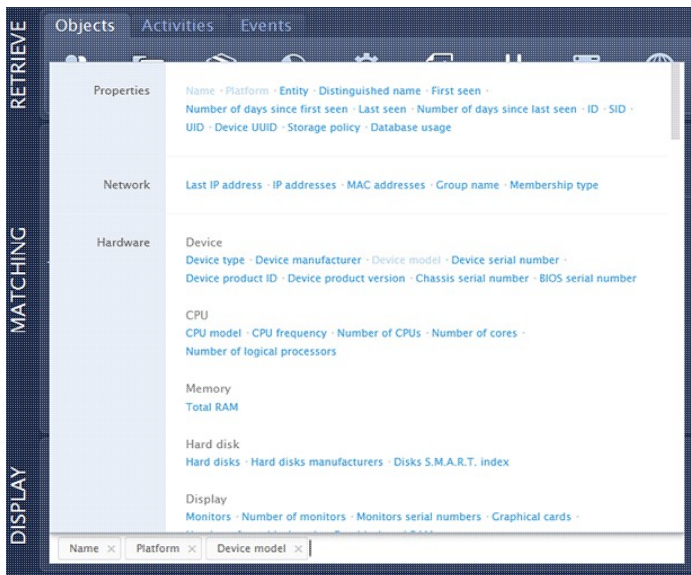 RETRIEVE
Objects Activities Events
Properties
Name · Platform · Entity · Distinguished name · First seen ·
Number of days since first seen · Last seen · Number of days since last seen · ID · SID ·
UID · Device UUID · Storage policy · Database usage
Network
Last IP address · IP addresses · MAC addresses · Group name · Membership type
MATCHING
Hardware
Device
Device type · Device manufacturer · Device model · Device serial number ·
Device product ID · Device product version · Chassis serial number · BIOS serial number
CPU
CPU model · CPU frequency · Number of CPUs · Number of cores ·
Number of logical processors
Memory
Total RAM
Hard disk
Hard disks · Hard disks manufacturers · Disks S.M.A.R.T. index
DISPLAY
Display
Monitors · Number of monitors · Monitors serial numbers · Graphical cards ·
Name × Platform × Device model ×